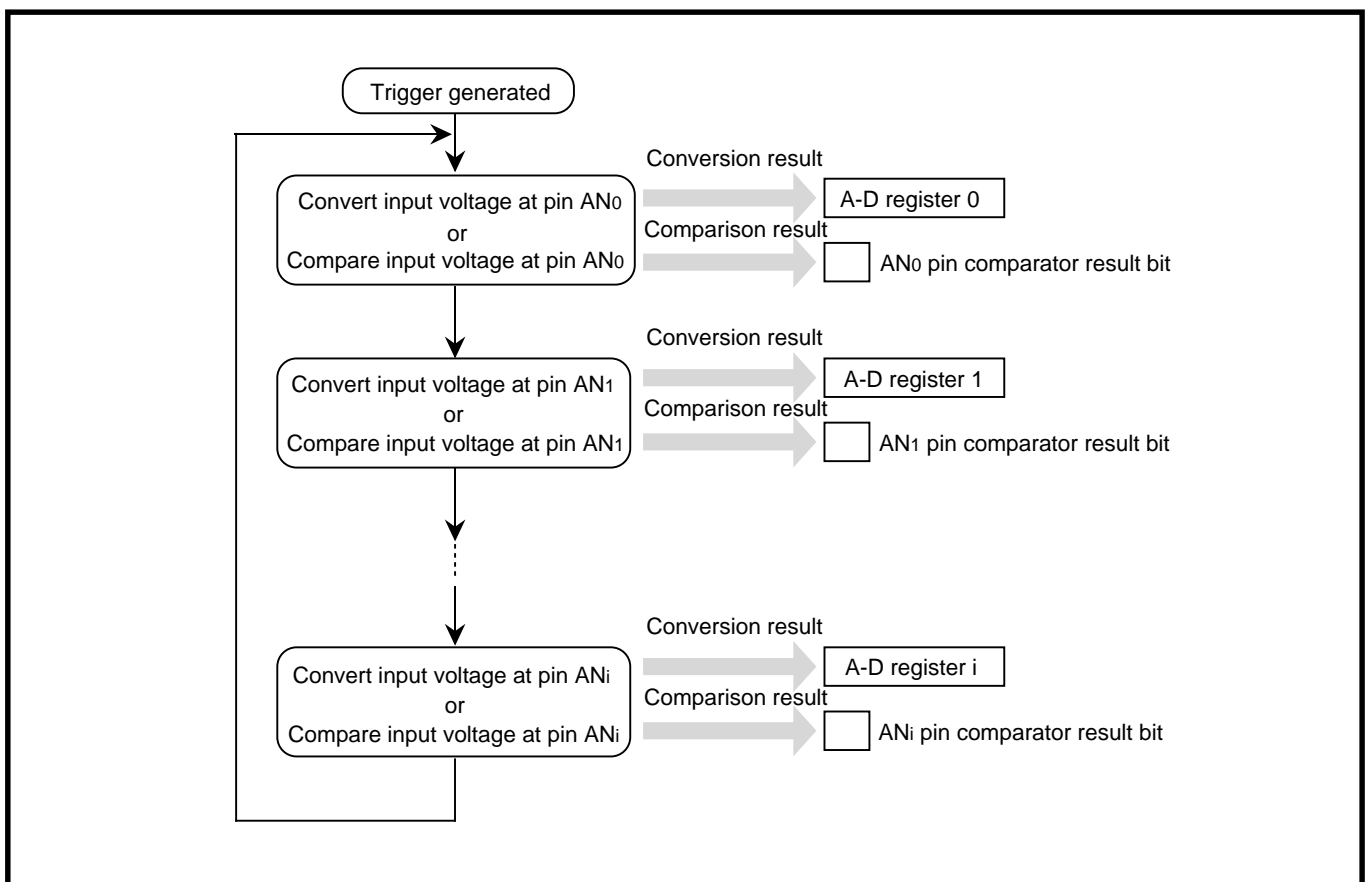 Trigger generated
Conversion result
Convert input voltage at pin AN0
A-D register 0
or
Comparison result
Compare input voltage at pin AN0
AN0 pin comparator result bit
Conversion result
Convert input voltage at pin AN1
A-D register 1
or
Comparison result
Compare input voltage at pin AN1
AN1 pin comparator result bit
Conversion result
Convert input voltage at pin ANi
A-D register i
or
Comparison result
Compare input voltage at pin ANi
ANi pin comparator result bit